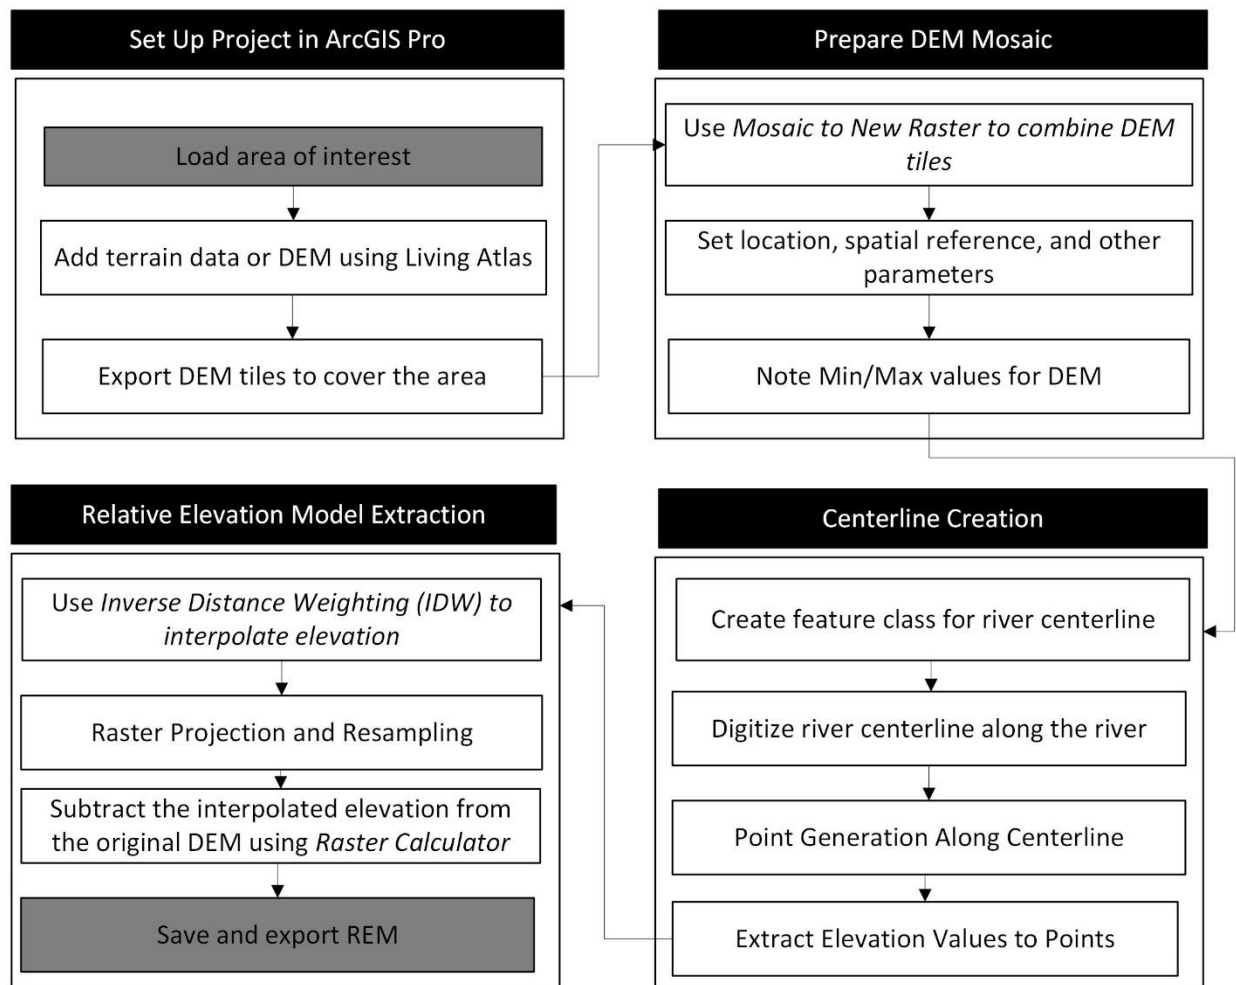 Set Up Project in ArcGIS Pro
Load area of interest
Add terrain data or DEM using Living Atlas
Export DEM tiles to cover the area
Prepare DEM Mosaic
Use Mosaic to New Raster to combine DEM
tiles
Set location, spatial reference, and other
parameters
Note Min/Max values for DEM
Centerline Creation
Create feature class for river centerline
Digitize river centerline along the river
Point Generation Along Centerline
Extract Elevation Values to Points
Relative Elevation Model Extraction
Use Inverse Distance Weighting (IDW) to
interpolate elevation
Raster Projection and Resampling
Subtract the interpolated elevation from
the original DEM using Raster Calculator
Save and export REM